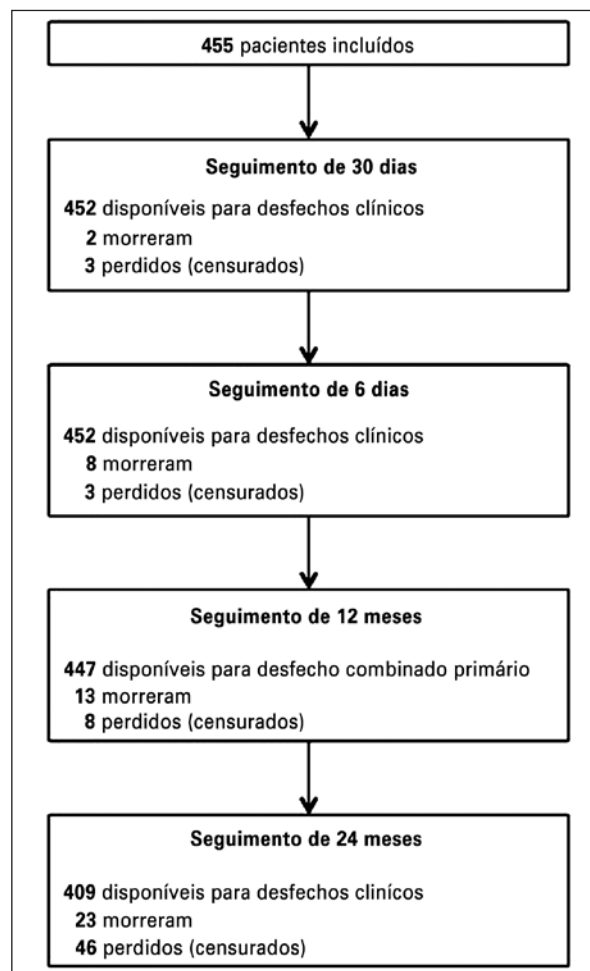 455 pacientes incluídos
Seguimento de 30 dias
452 disponíveis para desfechos clínicos
2 morreram
3 perdidos (censurados)
Seguimento de 6 dias
452 disponíveis para desfechos clínicos
8 morreram
3 perdidos (censurados)
Seguimento de 12 meses
447 disponíveis para desfecho combinado primário
13 morreram
8 perdidos (censurados)
Seguimento de 24 meses
409 disponíveis para desfechos clinícos
23 morreram
46 perdidos (censurados)